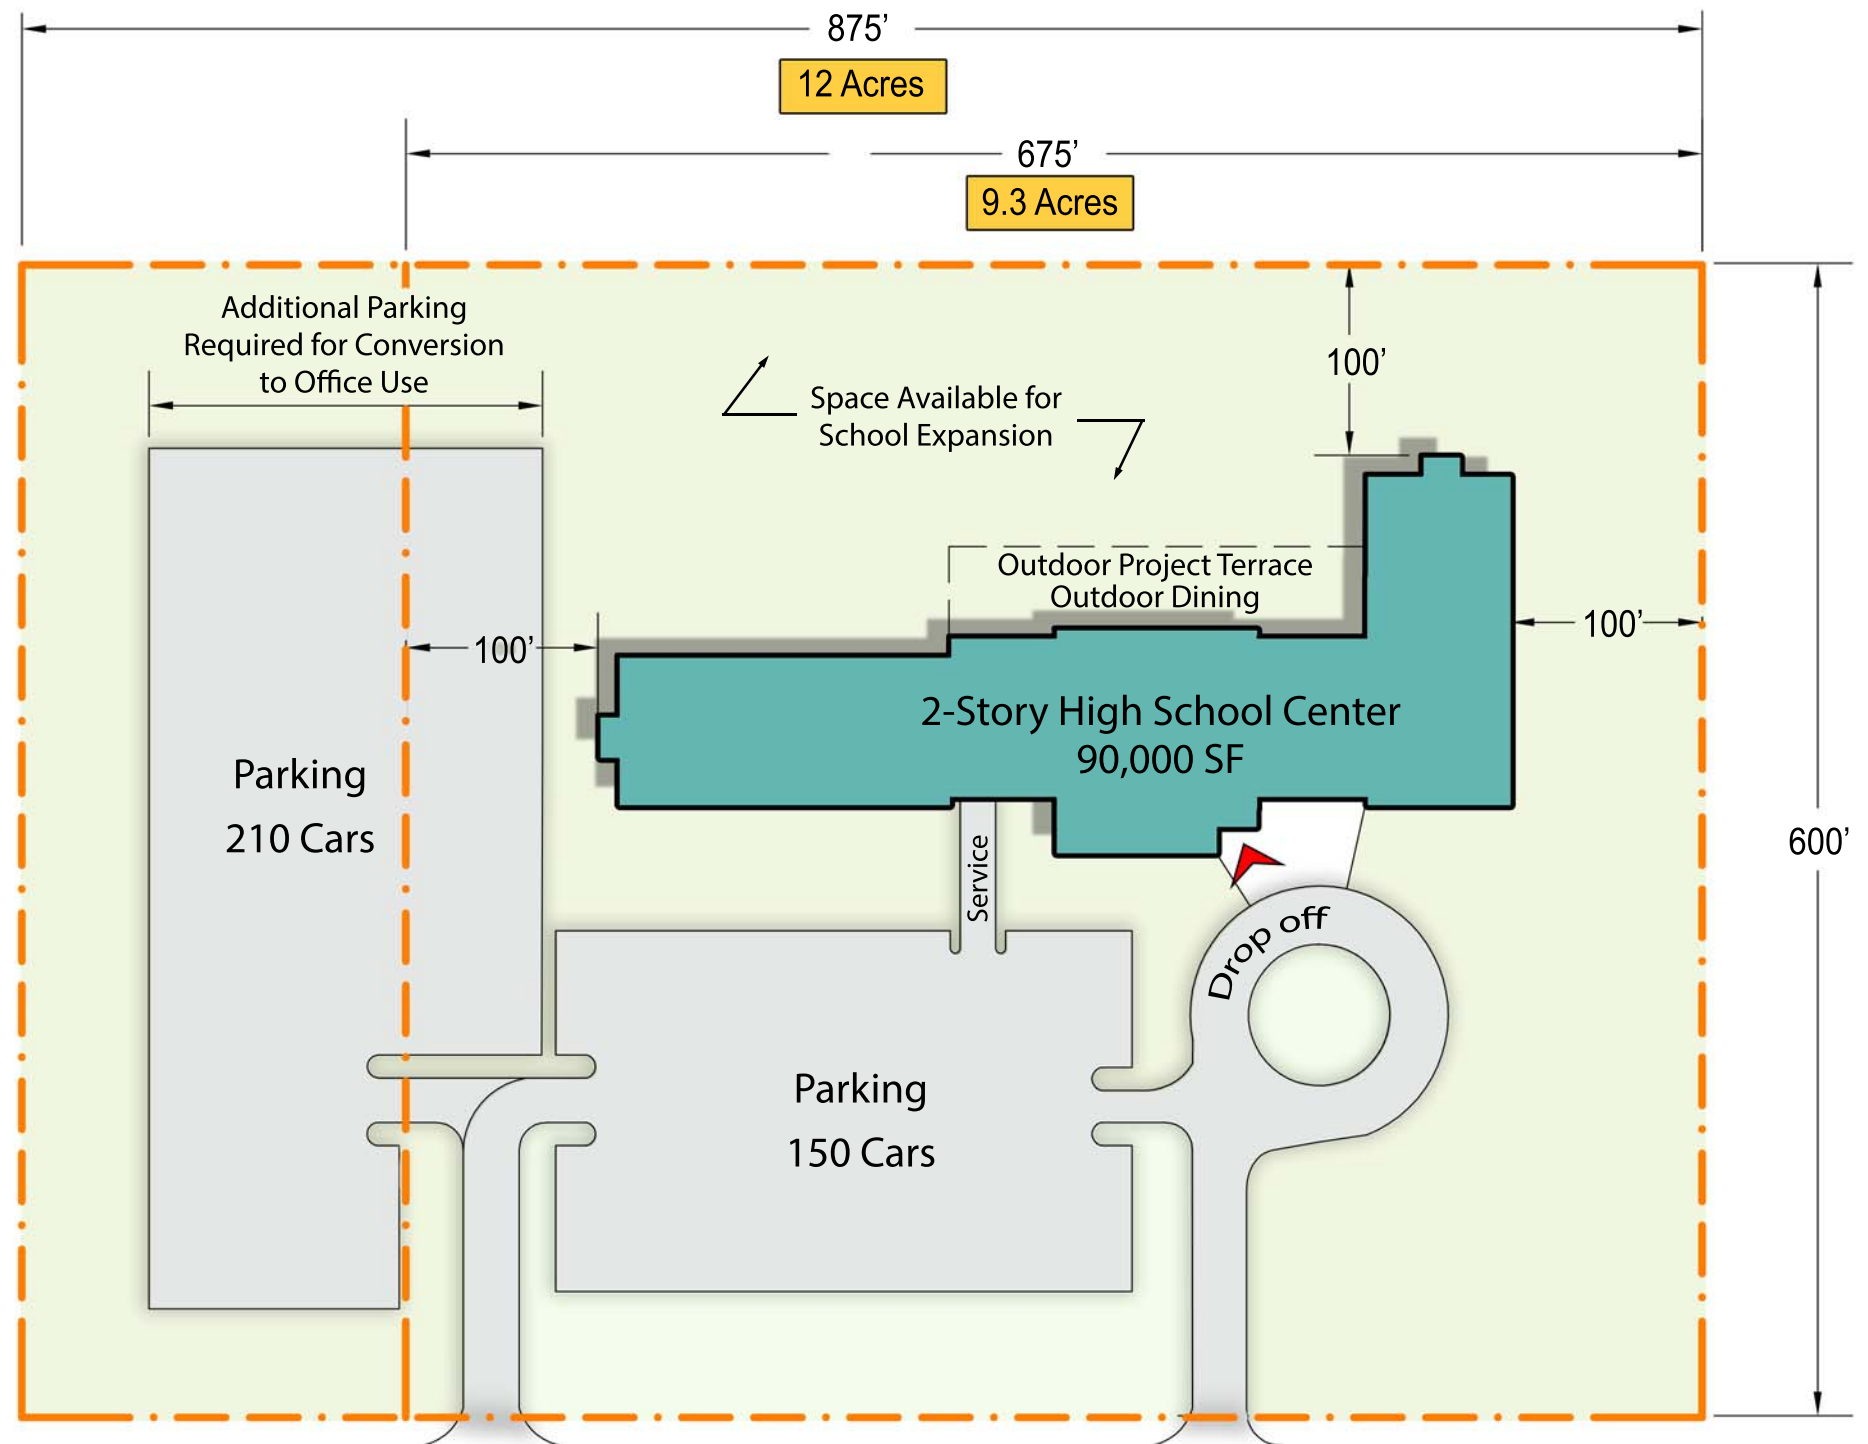 875’
12 Acres
675’
9.3 Acres
Additional Parking
Required for Conversion
to Office Use
100’
Space Available for
School Expansion
Outdoor Project Terrace
Outdoor Dining
100’
100’
2-Story High School Center
90,000 SF
Parking
210 Cars
600’
Service
Drop off
Parking
150 Cars